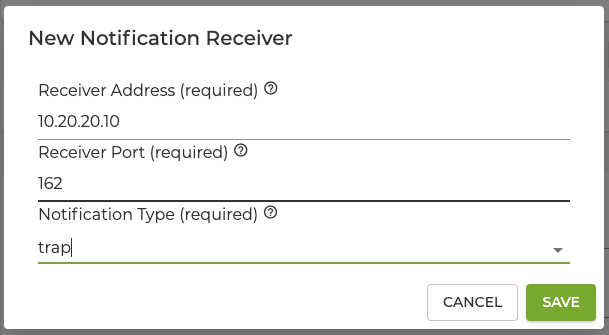 New Notification Receiver
Receiver Address (required)
10.20.20.10
Receiver Port (required)
162
Notification Type (required)
trap
CANCEL SAVE